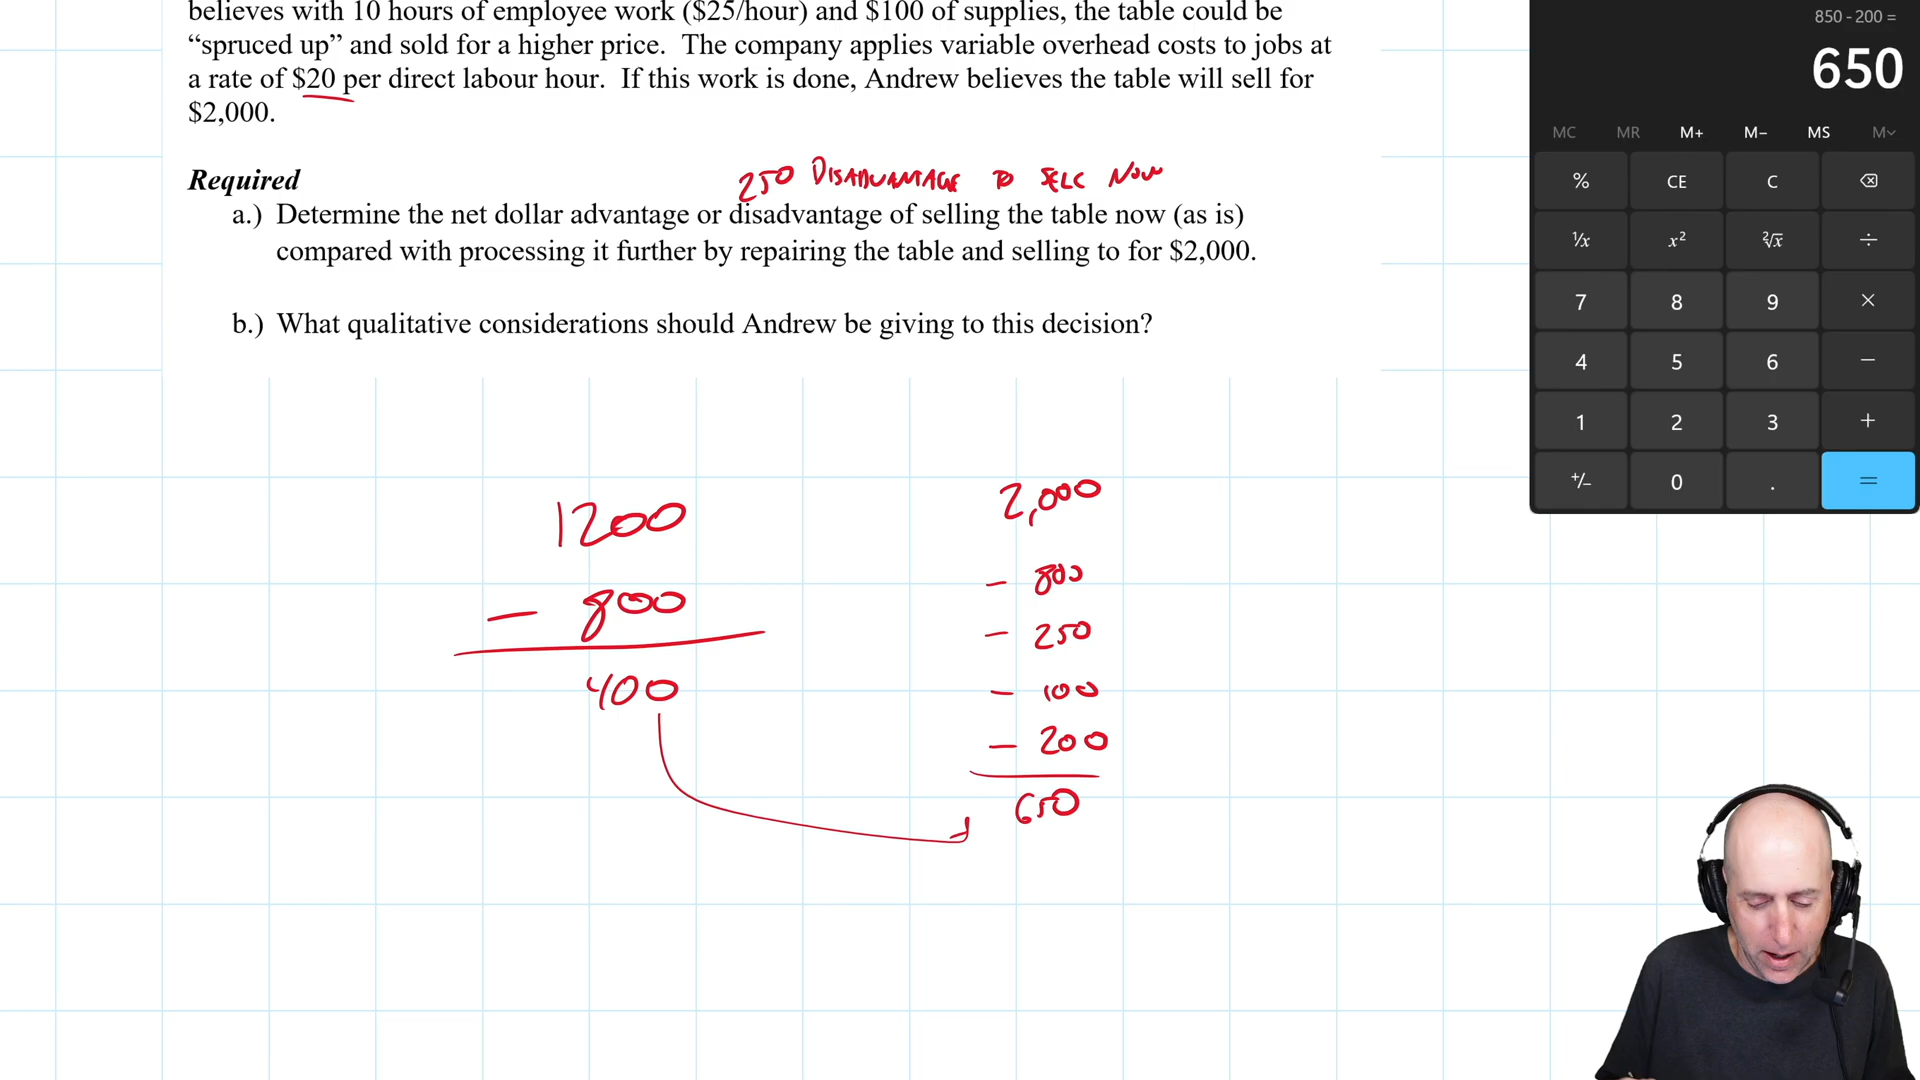 believes with 10 hours of employee work ($25/hour) and $100 of supplies, the table could be
“spruced up” and sold for a higher price.  The company applies variable overhead costs to jobs at
a rate of $20 per direct labour hour.  If this work is done, Andrew believes the table will sell for
$2,000.
Required
250 DISADVANTAGE TO SELL NOW
a.) Determine the net dollar advantage or disadvantage of selling the table now (as is)
compared with processing it further by repairing the table and selling to for $2,000.
b.) What qualitative considerations should Andrew be giving to this decision?
1200
- 800
400
2,000
- 800
- 250
- 100
- 200
650
850 - 200 =
650
MC MR M+ M- MS M˅
% CE C ⌫
⅟x x² ²√x ÷
7 8 9 ×
4 5 6 −
1 2 3 +
+/- 0 . =